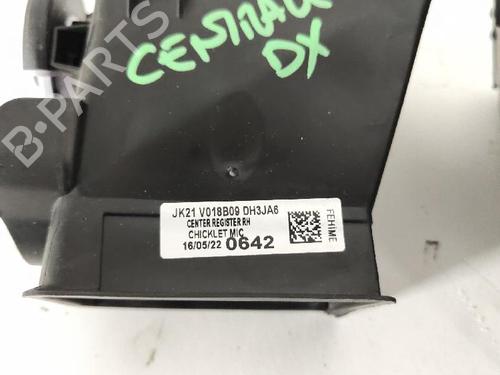 CENTRALE
DX
B-PARTS
JK21 V018B09 DH3JA6
CENTER REGISTER RH
CHICKLET MIC
16/05/22 0642
FEHIME